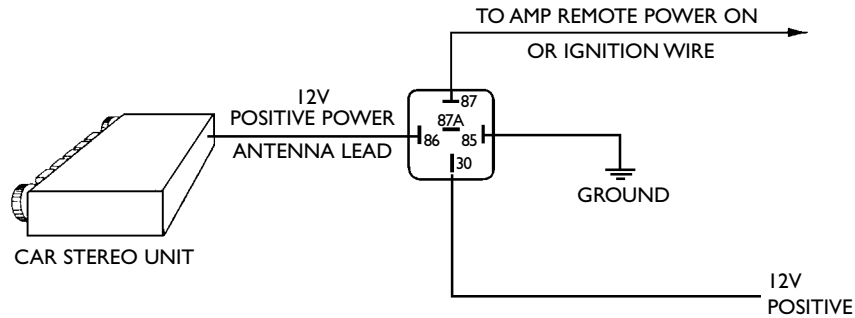 TO AMP REMOTE POWER ON
OR IGNITION WIRE
12V
POSITIVE POWER
ANTENNA LEAD
87
87A
86
85
30
GROUND
CAR STEREO UNIT
12V
POSITIVE